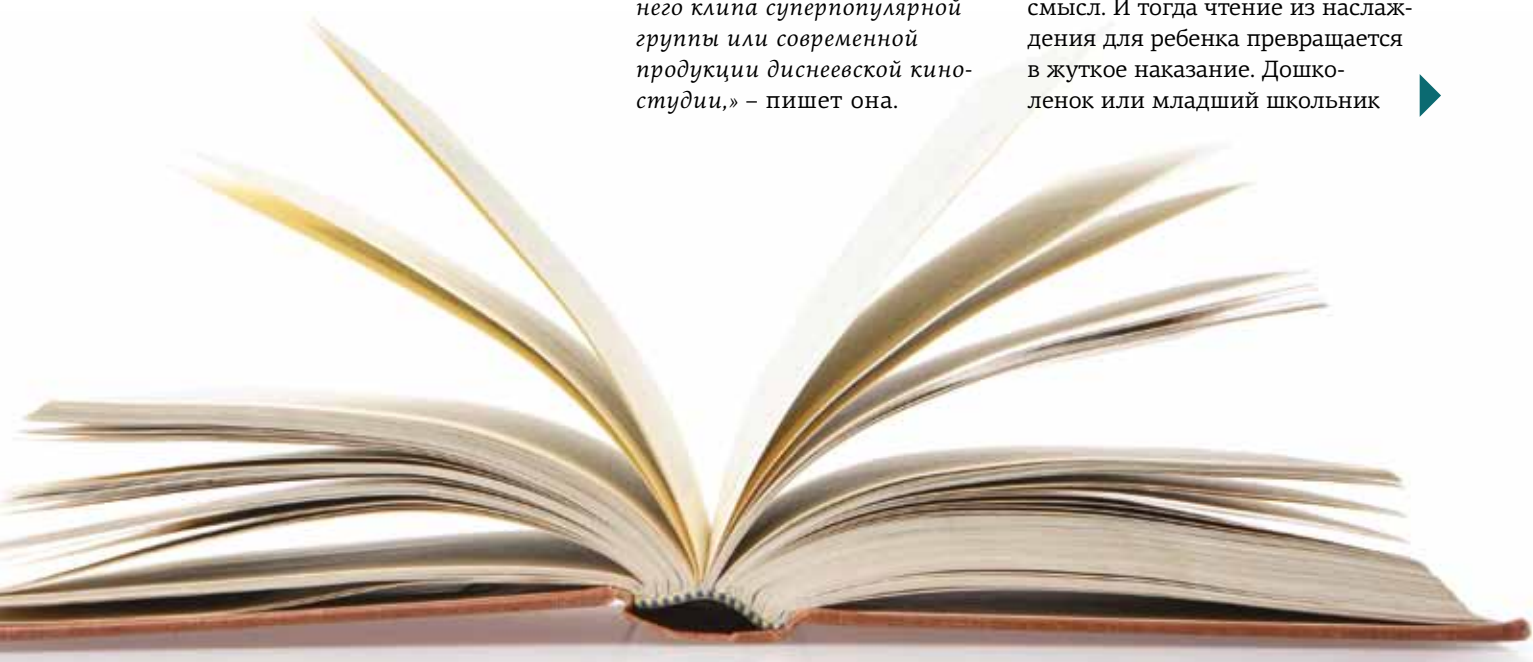 него клипа суперпопулярной
группы или современной
продукции диснеевской кино-
студии,» – пишет она.
смысл. И тогда чтение из наслаж-
дения для ребенка превращается
в жуткое наказание. Дошко-
ленок или младший школьник